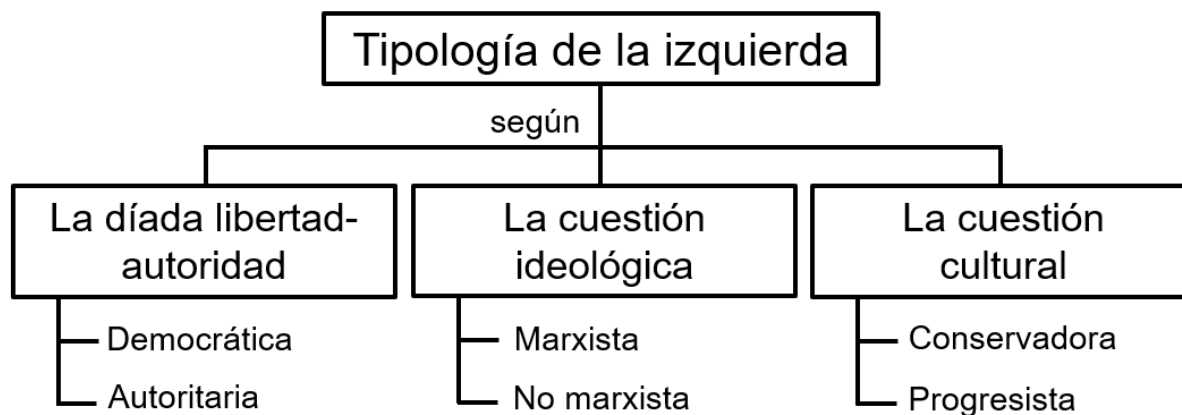 Tipología de la izquierda
según
La díada libertad-
autoridad
Democrática
Autoritaria
La cuestión
ideológica
Marxista
No marxista
La cuestión
cultural
Conservadora
Progresista